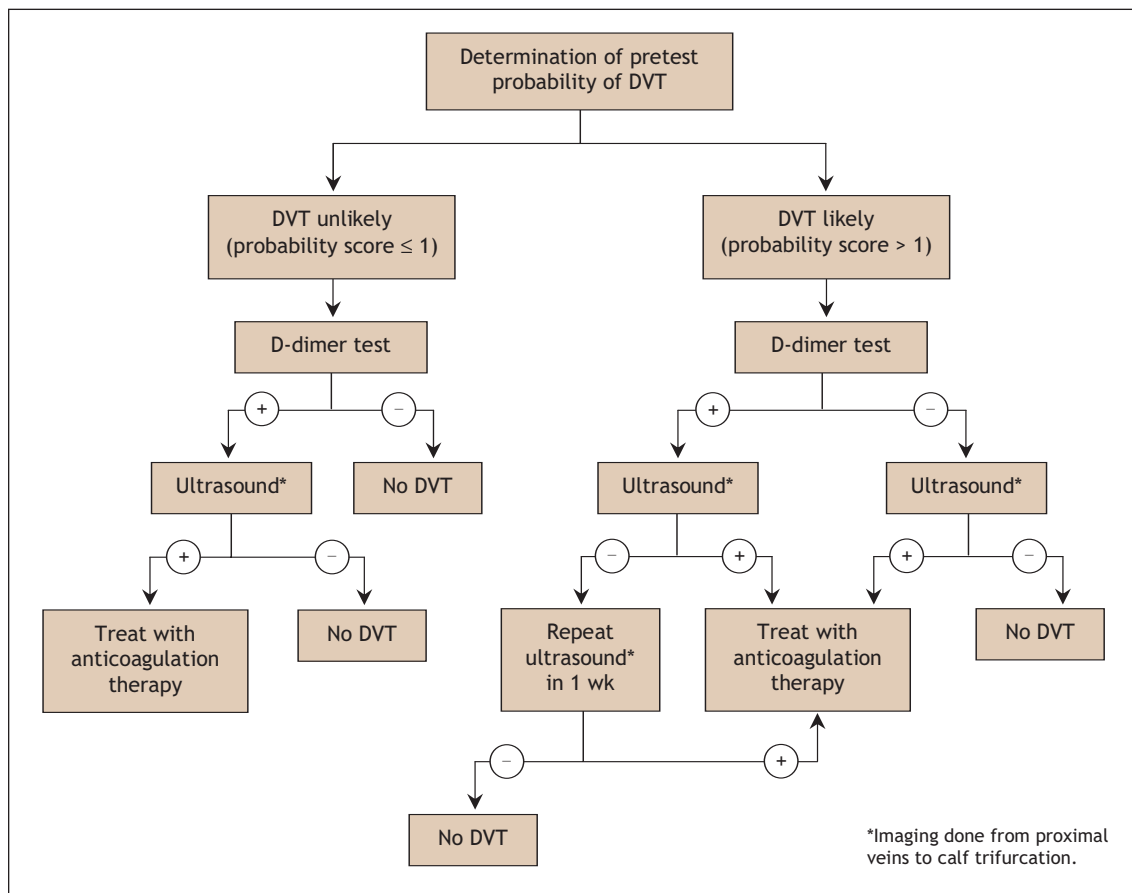 Determination of pretest
probability of DVT
DVT unlikely
(probability score ≤ 1)
DVT likely
(probability score > 1)
D-dimer test
D-dimer test
+
−
+
−
Ultrasound*
No DVT
Ultrasound*
Ultrasound*
+
−
−
+
+
−
Treat with
anticoagulation
therapy
No DVT
Repeat
ultrasound*
in 1 wk
Treat with
anticoagulation
therapy
No DVT
−
+
No DVT
*Imaging done from proximal
veins to calf trifurcation.